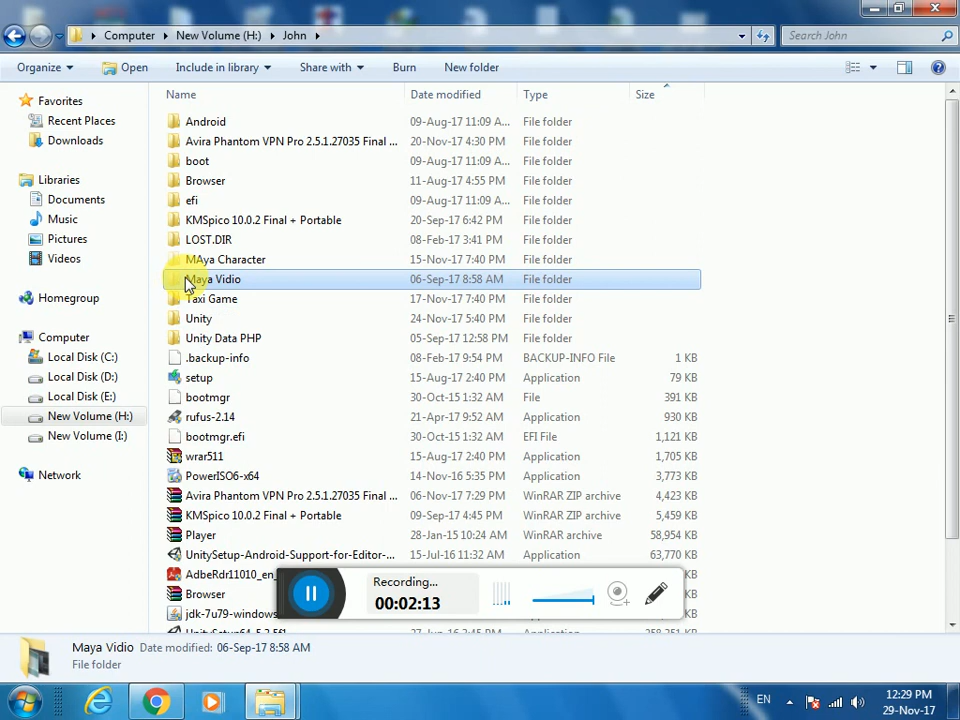 Computer New Volume (H:) John Search John
Organize Open Include in library Share with Burn New folder
Name Date modified Type Size
Favorites
Recent Places
Downloads
Libraries
Documents
Music
Pictures
Videos
Homegroup
Computer
Local Disk (C:)
Local Disk (D:)
Local Disk (E:)
New Volume (H:)
New Volume (I:)
Network
Android 09-Aug-17 11:09 A... File folder
Avira Phantom VPN Pro 2.5.1.27035 Final ... 20-Nov-17 4:30 PM File folder
boot 09-Aug-17 11:09 A... File folder
Browser 11-Aug-17 4:55 PM File folder
efi 09-Aug-17 11:09 A... File folder
KMSpico 10.0.2 Final + Portable 20-Sep-17 6:42 PM File folder
LOST.DIR 08-Feb-17 3:41 PM File folder
MAya Character 15-Nov-17 7:40 PM File folder
Maya Vidio 06-Sep-17 8:58 AM File folder
Taxi Game 17-Nov-17 7:40 PM File folder
Unity 24-Nov-17 5:40 PM File folder
Unity Data PHP 05-Sep-17 12:58 PM File folder
.backup-info 08-Feb-17 9:54 PM BACKUP-INFO File 1 KB
setup 15-Aug-17 2:40 PM Application 79 KB
bootmgr 30-Oct-15 1:32 AM File 391 KB
rufus-2.14 21-Apr-17 9:52 AM Application 930 KB
bootmgr.efi 30-Oct-15 1:32 AM EFI File 1,121 KB
wrar511 15-Aug-17 2:40 PM Application 1,705 KB
PowerISO6-x64 14-Nov-16 5:35 PM Application 3,773 KB
Avira Phantom VPN Pro 2.5.1.27035 Final ... 06-Nov-17 7:29 PM WinRAR ZIP archive 4,423 KB
KMSpico 10.0.2 Final + Portable 09-Sep-17 4:45 PM WinRAR ZIP archive 5,459 KB
Player 28-Jan-15 10:24 AM WinRAR archive 58,954 KB
UnitySetup-Android-Support-for-Editor-... 15-Jul-16 11:32 AM Application 63,770 KB
AdbeRdr11010_en_
Browser
jdk-7u79-windows
Recording...
00:02:13
Maya Vidio Date modified: 06-Sep-17 8:58 AM
File folder
EN
12:29 PM
29-Nov-17